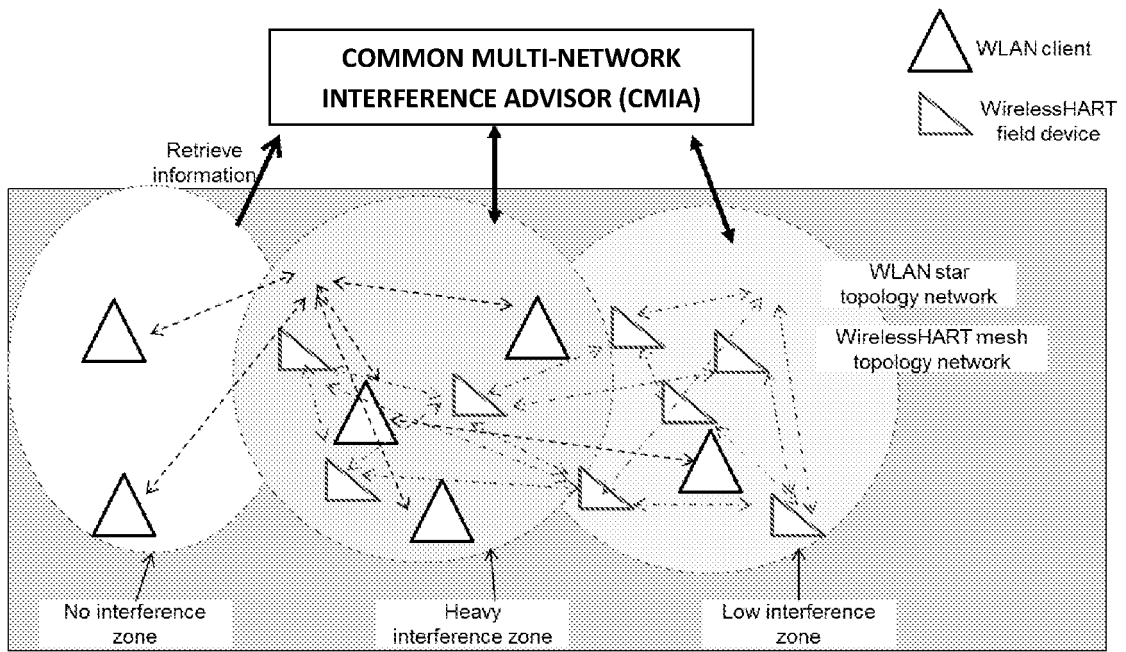 COMMON MULTI-NETWORK
INTERFERENCE ADVISOR (CMIA)
WLAN client
WirelessHART
field device
Retrieve
information
WLAN star
topology network
WirelessHART mesh
topology network
No interference
zone
Heavy
interference zone
Low interference
zone